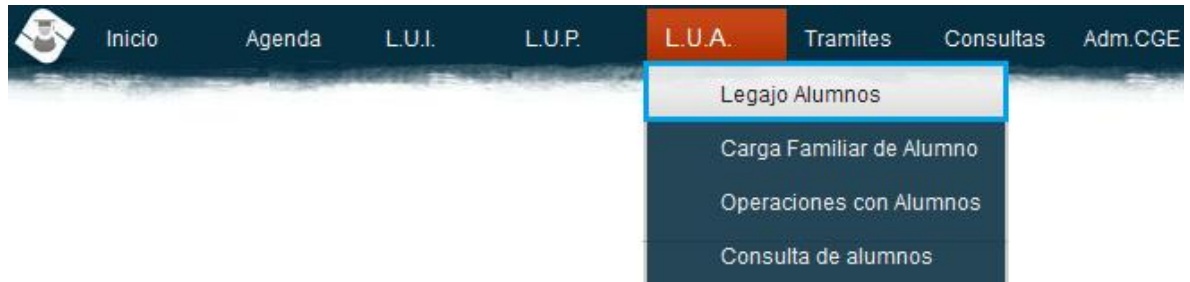 Inicio Agenda L.U.I. L.U.P. L.U.A. Tramites Consultas Adm.CGE
Legajo Alumnos
Carga Familiar de Alumno
Operaciones con Alumnos
Consulta de alumnos